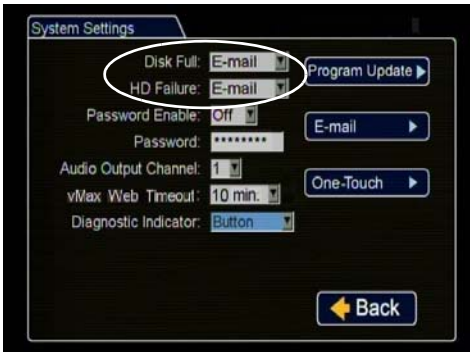 System Settings
Disk Full: E-mail
Program Update
HD Failure: E-mail
Password Enable: Off
E-mail
Password: ********
Audio Output Channel: 1
One-Touch
vMax Web Timeout: 10 min.
Diagnostic Indicator: Button
Back